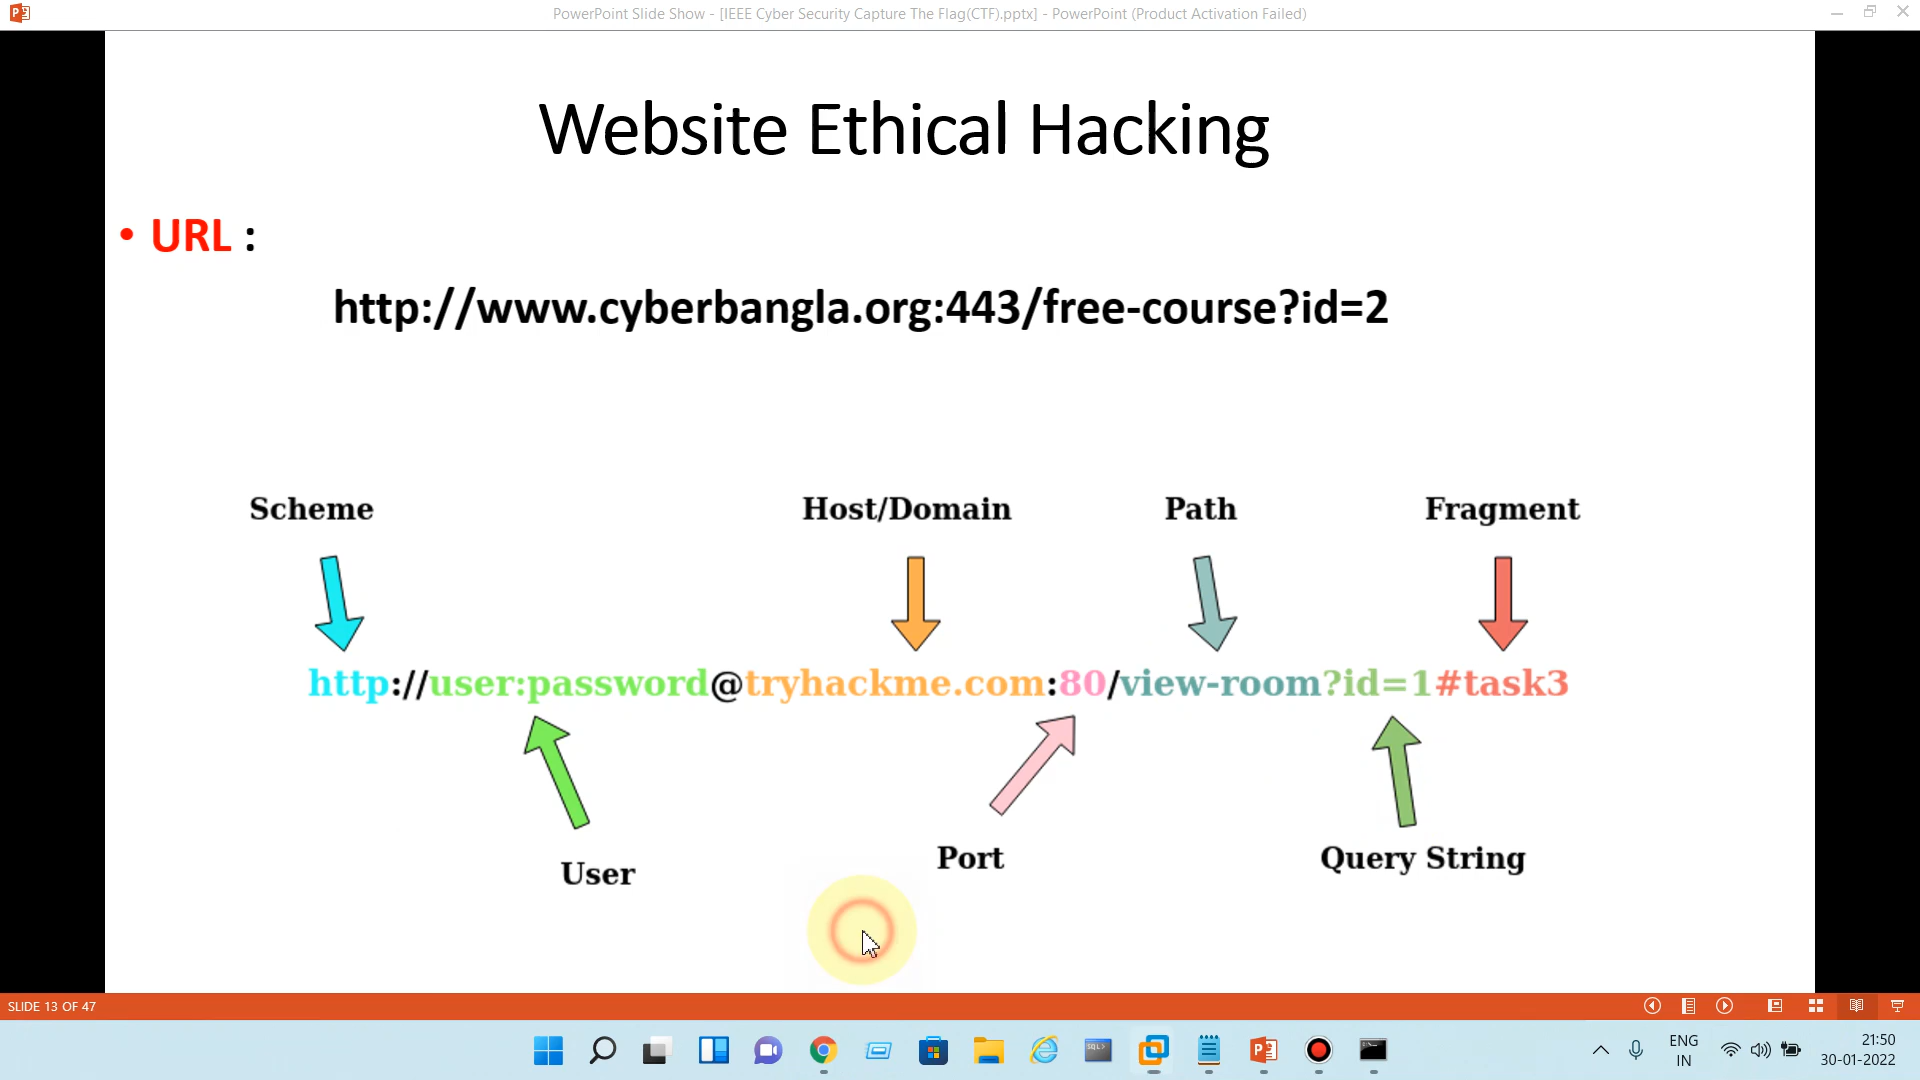 PowerPoint Slide Show - [IEEE Cyber Security Capture The Flag(CTF).pptx] - PowerPoint (Product Activation Failed)
Website Ethical Hacking
• URL :
http://www.cyberbangla.org:443/free-course?id=2
Scheme Host/Domain Path Fragment
http://user:password@tryhackme.com:80/view-room?id=1#task3
User Port Query String
SLIDE 13 OF 47
ENG 21:50
IN 30-01-2022